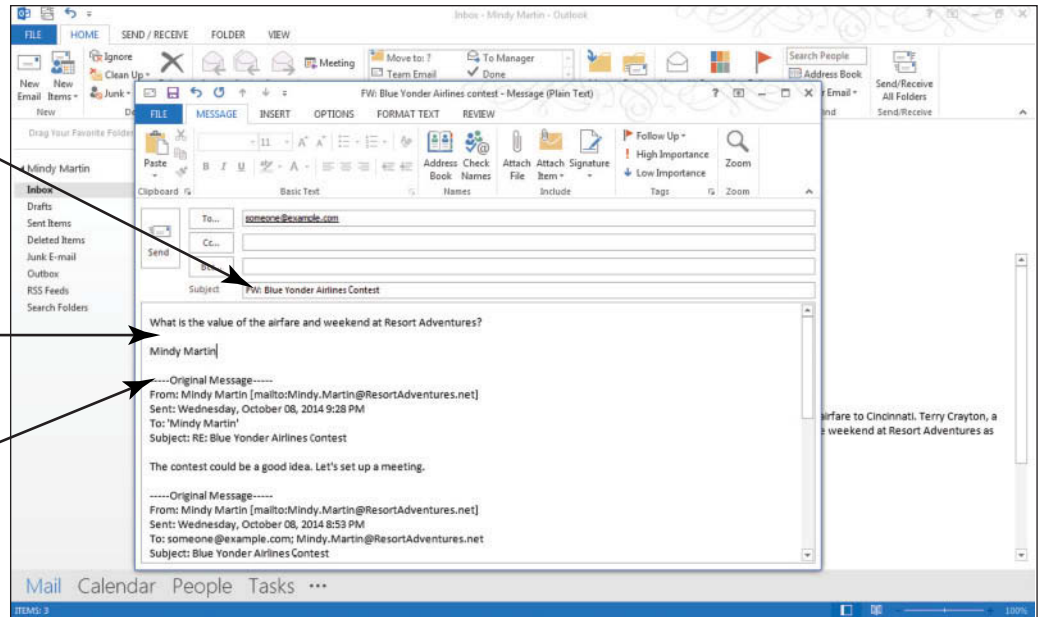 Inbox - Mindy Martin - Outlook
FILE HOME SEND / RECEIVE FOLDER VIEW
Ignore
Clean Up
Junk
New Email
New Items
Meeting
Move to: ?
Team Email
To Manager
Done
Search People
Address Book
Email
Send/Receive All Folders
New
Send/Receive
Drag Your Favorite Folder
Mindy Martin
Inbox
Drafts
Sent Items
Deleted Items
Junk E-mail
Outbox
RSS Feeds
Search Folders
FW: Blue Yonder Airlines contest - Message (Plain Text)
FILE MESSAGE INSERT OPTIONS FORMAT TEXT REVIEW
Paste
11
B I U
Address Book
Check Names
Attach File
Attach Item
Signature
Follow Up
High Importance
Low Importance
Zoom
Clipboard Basic Text Names Include Tags Zoom
Send
To... someone@example.com
Cc...
Subject FW: Blue Yonder Airlines Contest
What is the value of the airfare and weekend at Resort Adventures?
Mindy Martin
----Original Message-----
From: Mindy Martin [mailto:Mindy.Martin@ResortAdventures.net]
Sent: Wednesday, October 08, 2014 9:28 PM
To: 'Mindy Martin'
Subject: RE: Blue Yonder Airlines Contest
The contest could be a good idea. Let's set up a meeting.
-----Original Message-----
From: Mindy Martin [mailto:Mindy.Martin@ResortAdventures.net]
Sent: Wednesday, October 08, 2014 8:53 PM
To: someone@example.com; Mindy.Martin@ResortAdventures.net
Subject: Blue Yonder Airlines Contest
airfare to Cincinnati. Terry Crayton, a
weekend at Resort Adventures as
Mail Calendar People Tasks ···
ITEMS: 3
100%